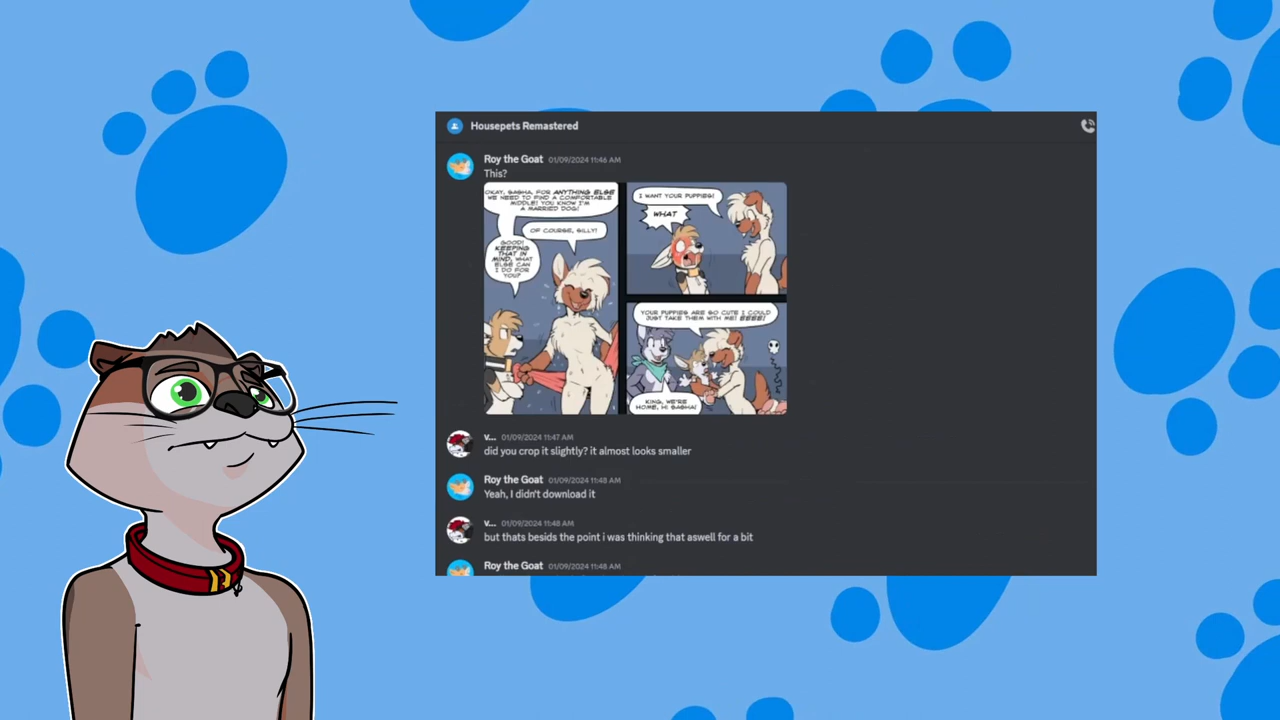 Housepets Remastered
Roy the Goat 01/09/2024 11:46 AM
This?
OKAY, SASHA, FOR ANYTHING ELSE
WE NEED TO FIND A COMFORTABLE
MIDDLE! YOU KNOW I'M
A MARRIED DOG!
OF COURSE, SILLY!
GOOD!
KEEPING
THAT IN
MIND, WHAT
ELSE CAN
I DO FOR
YOU?
I WANT YOUR PUPPIES!
WHAT
YOUR PUPPIES ARE SO CUTE I COULD
JUST TAKE THEM WITH ME! EEEE!
KING, WE'RE
HOME, HI SASHA!
v... 01/09/2024 11:47 AM
did you crop it slightly? it almost looks smaller
Roy the Goat 01/09/2024 11:48 AM
Yeah, I didn't download it
v... 01/09/2024 11:48 AM
but thats besids the point i was thinking that aswell for a bit
Roy the Goat 01/09/2024 11:48 AM